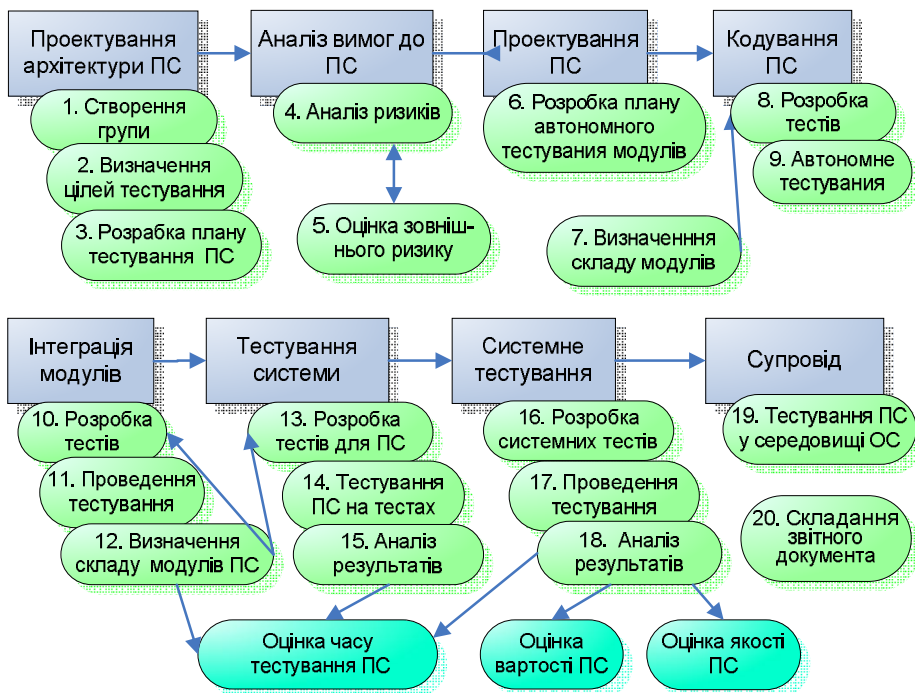 Проектування
архітектури ПС
Аналіз вимог до
ПС
Проектування
ПС
Кодування
ПС
1. Створення
групи
2. Визначення
цілей тестування
3. Розрабка плану
тестування ПС
4. Аналіз ризиків
5. Оцінка зовніш-
нього ризику
6. Розробка плану
автономного
тестувания модулів
7. Визначенння
складу модулів
8. Розробка
тестів
9. Автономне
тестувания
Інтеграція
модулів
Тестування
системи
Системне
тестування
Супровід
10. Розробка
тестів
11. Проведення
тестування
12. Визначення
складу модулів ПС
13. Розробка
тестів для ПС
14. Тестування
ПС на тестах
15. Аналіз
результатів
16. Розробка
системних тестів
17. Проведення
тестування
18. Аналіз
результатів
19. Тестування ПС
у середовищі ОС
20. Складання
звітного
документа
Оцінка часу
тестування ПС
Оцінка
вартості ПС
Оцінка якості
ПС